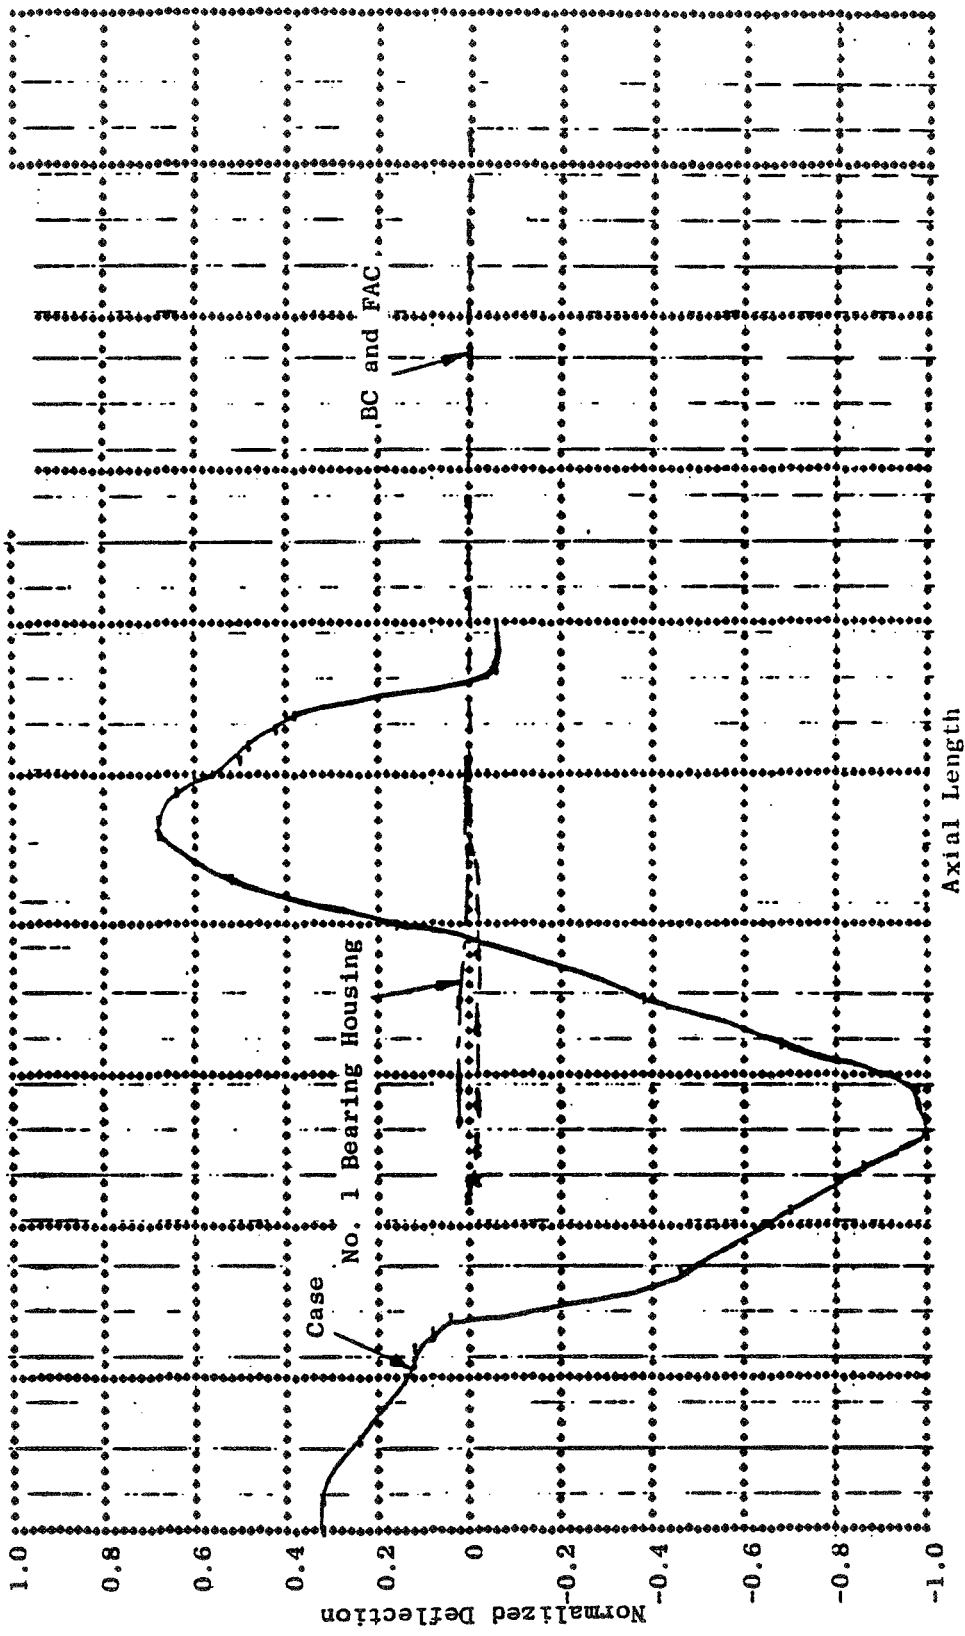 Normalized Deflection
1.0
0.8
0.6
0.4
0.2
0
-0.2
-0.4
-0.6
-0.8
-1.0
Case
No. 1 Bearing Housing
BC and FAC
Axial Length